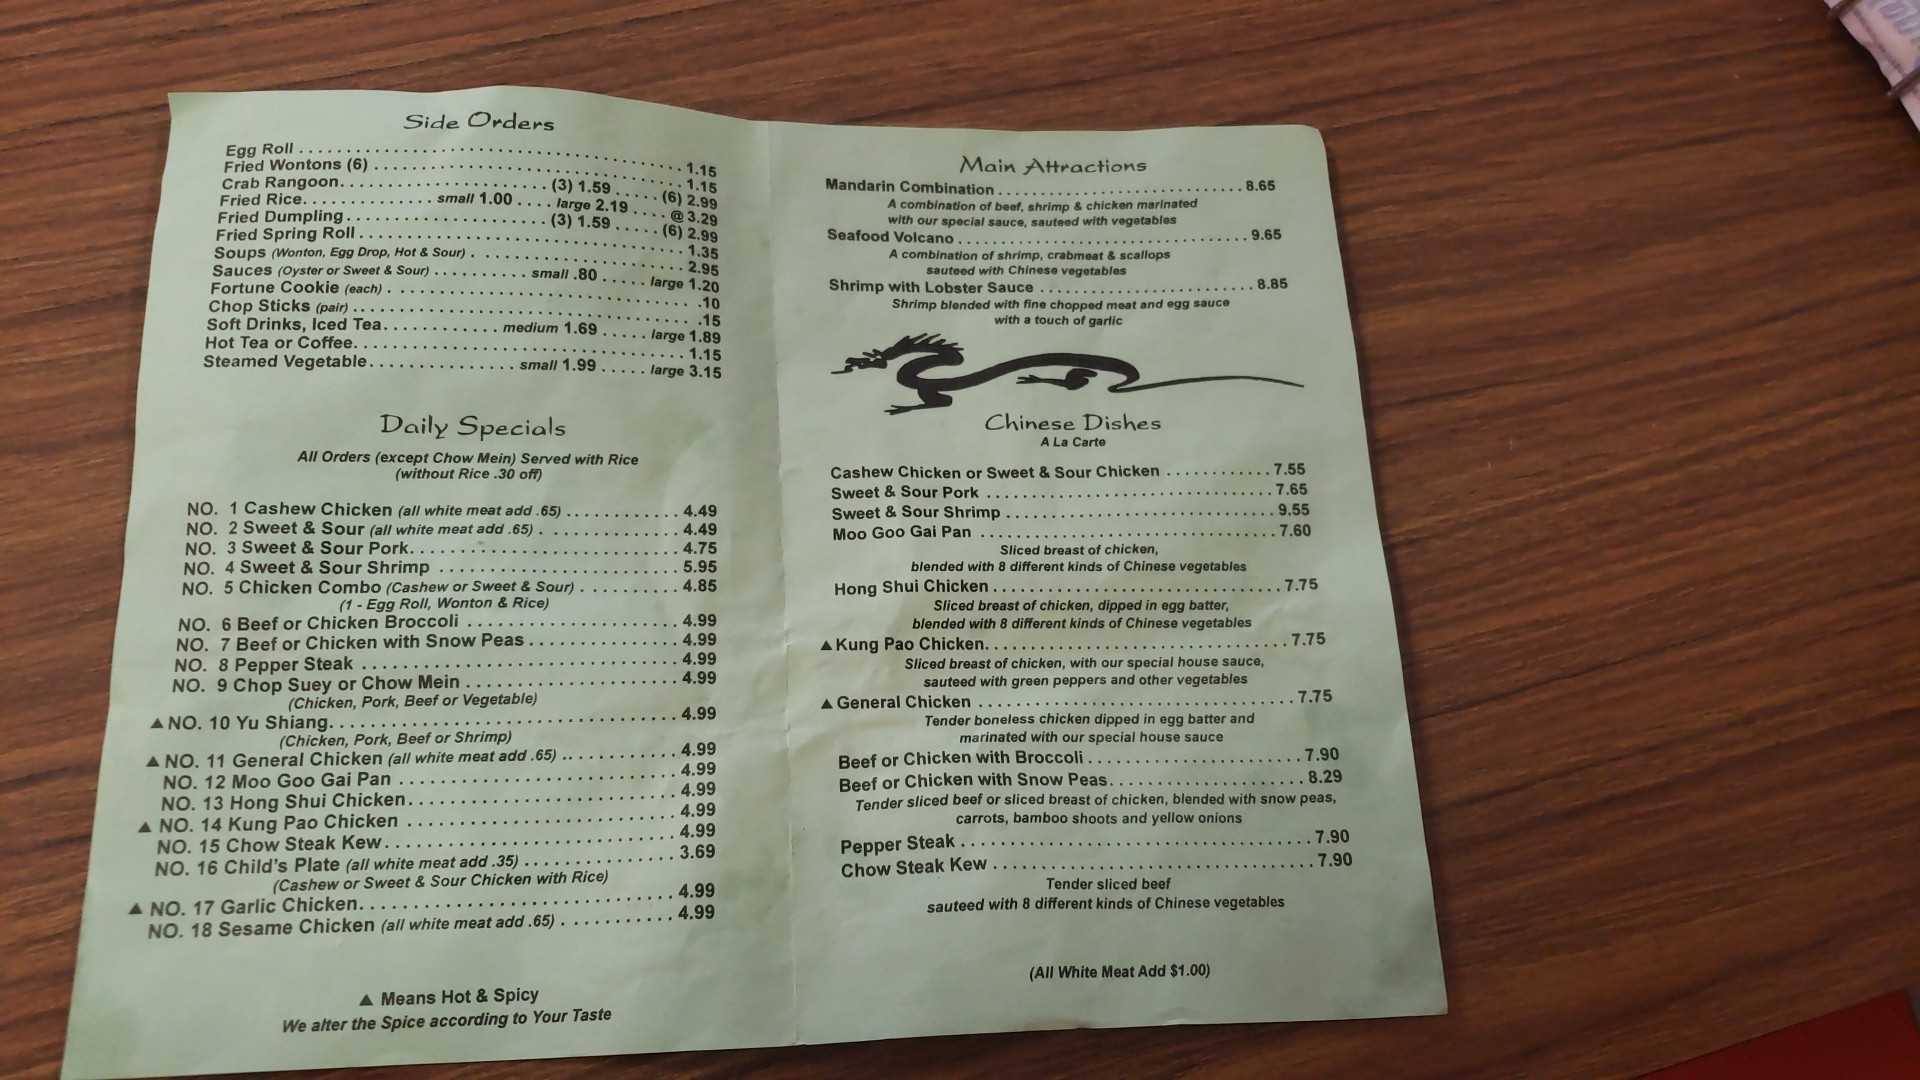 Side Orders
Egg Roll . . . . . . . . . . 1.15
Fried Wontons (6) . . . . . . . . . . 1.15
Crab Rangoon. . . . . . . . . . (3) 1.59 . . . . . (6) 2.99
Fried Rice. . . . . . . . . . small 1.00 . . . . large 2.19 . . . . @ 3.29
Fried Dumpling. . . . . . . . . . (3) 1.59 . . . . . (6) 2.99
Fried Spring Roll . . . . . . . . . . 1.35
Soups (Wonton, Egg Drop, Hot & Sour) . . . . . . . . . . 2.95
Sauces (Oyster or Sweet & Sour) . . . . . . . . . . small .80 . . . . . large 1.20
Fortune Cookie (each) . . . . . . . . . . .10
Chop Sticks (pair) . . . . . . . . . . .15
Soft Drinks, Iced Tea. . . . . . . . . . medium 1.69 . . . . . large 1.89
Hot Tea or Coffee. . . . . . . . . . 1.15
Steamed Vegetable. . . . . . . . . . small 1.99 . . . . . large 3.15
Daily Specials
All Orders (except Chow Mein) Served with Rice
(without Rice .30 off)
NO. 1 Cashew Chicken (all white meat add .65) . . . . . . . . . . 4.49
NO. 2 Sweet & Sour (all white meat add .65) . . . . . . . . . . 4.49
NO. 3 Sweet & Sour Pork. . . . . . . . . . 4.75
NO. 4 Sweet & Sour Shrimp . . . . . . . . . . 5.95
NO. 5 Chicken Combo (Cashew or Sweet & Sour) . . . . . . . . . . 4.85
(1 - Egg Roll, Wonton & Rice)
NO. 6 Beef or Chicken Broccoli . . . . . . . . . . 4.99
NO. 7 Beef or Chicken with Snow Peas . . . . . . . . . . 4.99
NO. 8 Pepper Steak . . . . . . . . . . 4.99
NO. 9 Chop Suey or Chow Mein . . . . . . . . . . 4.99
(Chicken, Pork, Beef or Vegetable)
▲NO. 10 Yu Shiang. . . . . . . . . . 4.99
(Chicken, Pork, Beef or Shrimp)
▲NO. 11 General Chicken (all white meat add .65) . . . . . . . . . . 4.99
NO. 12 Moo Goo Gai Pan . . . . . . . . . . 4.99
NO. 13 Hong Shui Chicken. . . . . . . . . . 4.99
▲ NO. 14 Kung Pao Chicken . . . . . . . . . . 4.99
NO. 15 Chow Steak Kew. . . . . . . . . . 4.99
NO. 16 Child's Plate (all white meat add .35) . . . . . . . . . . 3.69
(Cashew or Sweet & Sour Chicken with Rice)
▲ NO. 17 Garlic Chicken. . . . . . . . . . 4.99
NO. 18 Sesame Chicken (all white meat add .65) . . . . . . . . . . 4.99
▲ Means Hot & Spicy
We alter the Spice according to Your Taste
Main Attractions
Mandarin Combination . . . . . . . . . . 8.65
A combination of beef, shrimp & chicken marinated
with our special sauce, sauteed with vegetables
Seafood Volcano . . . . . . . . . . 9.65
A combination of shrimp, crabmeat & scallops
sauteed with Chinese vegetables
Shrimp with Lobster Sauce . . . . . . . . . . 8.85
Shrimp blended with fine chopped meat and egg sauce
with a touch of garlic
Chinese Dishes
A La Carte
Cashew Chicken or Sweet & Sour Chicken . . . . . . . . . . 7.55
Sweet & Sour Pork . . . . . . . . . . 7.65
Sweet & Sour Shrimp . . . . . . . . . . 9.55
Moo Goo Gai Pan . . . . . . . . . . 7.60
Sliced breast of chicken,
blended with 8 different kinds of Chinese vegetables
Hong Shui Chicken . . . . . . . . . . 7.75
Sliced breast of chicken, dipped in egg batter,
blended with 8 different kinds of Chinese vegetables
▲Kung Pao Chicken. . . . . . . . . . 7.75
Sliced breast of chicken, with our special house sauce,
sauteed with green peppers and other vegetables
▲General Chicken . . . . . . . . . . 7.75
Tender boneless chicken dipped in egg batter and
marinated with our special house sauce
Beef or Chicken with Broccoli . . . . . . . . . . 7.90
Beef or Chicken with Snow Peas. . . . . . . . . . 8.29
Tender sliced beef or sliced breast of chicken, blended with snow peas,
carrots, bamboo shoots and yellow onions
Pepper Steak . . . . . . . . . . 7.90
Chow Steak Kew . . . . . . . . . . 7.90
Tender sliced beef
sauteed with 8 different kinds of Chinese vegetables
(All White Meat Add $1.00)